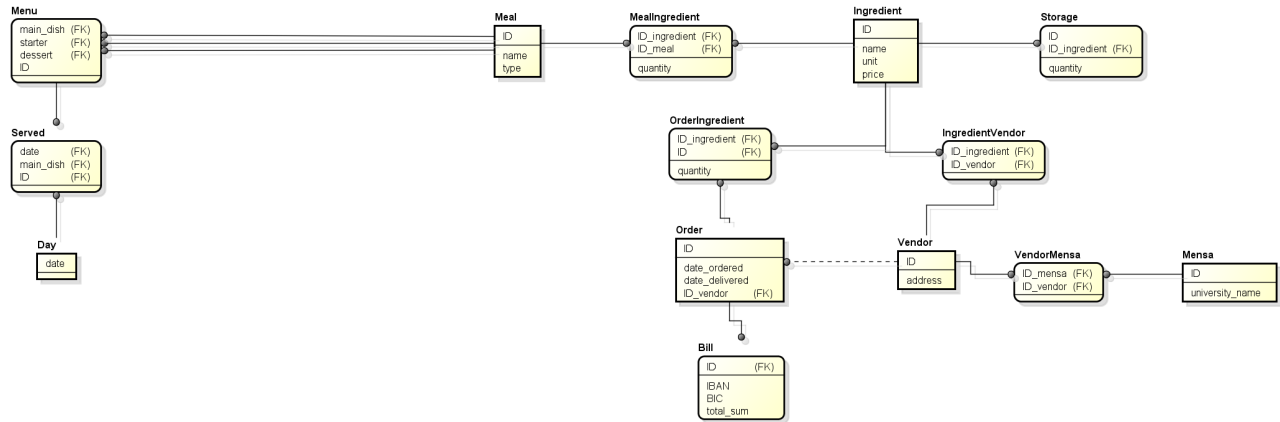 Menu
main_dish (FK)
starter (FK)
dessert (FK)
ID
Meal
ID
name
type
MealIngredient
ID_ingredient (FK)
ID_meal (FK)
quantity
Ingredient
ID
name
unit
price
Storage
ID
ID_ingredient (FK)
quantity
Served
date (FK)
main_dish (FK)
ID (FK)
OrderIngredient
ID_ingredient (FK)
ID (FK)
quantity
IngredientVendor
ID_ingredient (FK)
ID_vendor (FK)
Day
date
Order
ID
date_ordered
date_delivered
ID_vendor (FK)
Vendor
ID
address
VendorMensa
ID_mensa (FK)
ID_vendor (FK)
Mensa
ID
university_name
Bill
ID (FK)
IBAN
BIC
total_sum